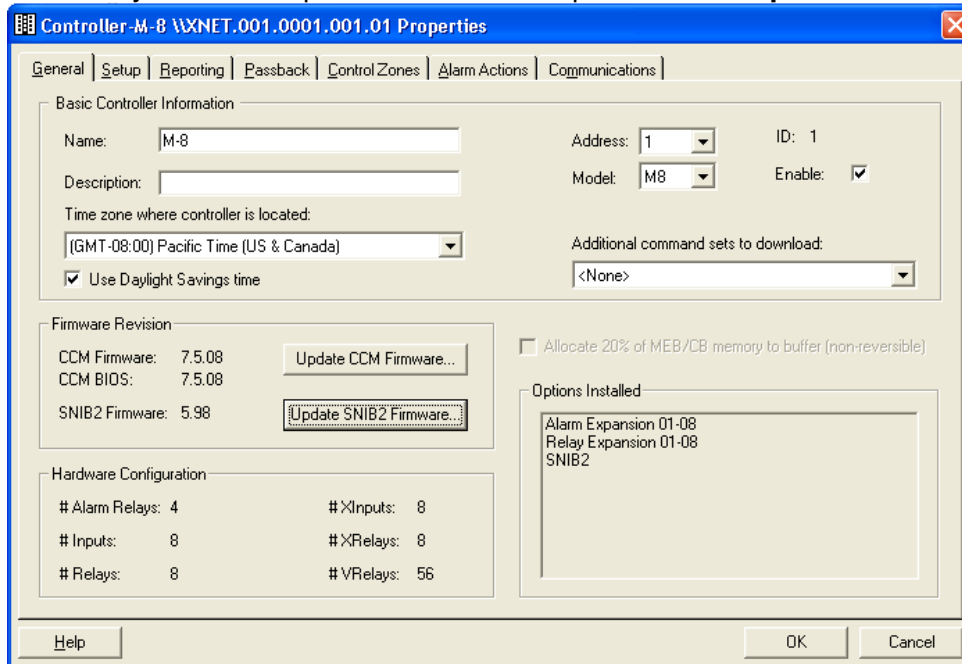 Controller-M-8 \\XNET.001.0001.001.01 Properties
General Setup Reporting Passback Control Zones Alarm Actions Communications
Basic Controller Information
Name: M-8 Address: 1 ID: 1
Description: Model: M8 Enable:
Time zone where controller is located:
(GMT-08:00) Pacific Time (US & Canada) Additional command sets to download:
Use Daylight Savings time <None>
Firmware Revision
CCM Firmware: 7.5.08 Update CCM Firmware...
CCM BIOS: 7.5.08
SNIB2 Firmware: 5.98 Update SNIB2 Firmware...
Allocate 20% of MEB/CB memory to buffer (non-reversible)
Options Installed
Alarm Expansion 01-08
Relay Expansion 01-08
SNIB2
Hardware Configuration
# Alarm Relays: 4 # XInputs: 8
# Inputs: 8 # XRelays: 8
# Relays: 8 # VRelays: 56
Help OK Cancel